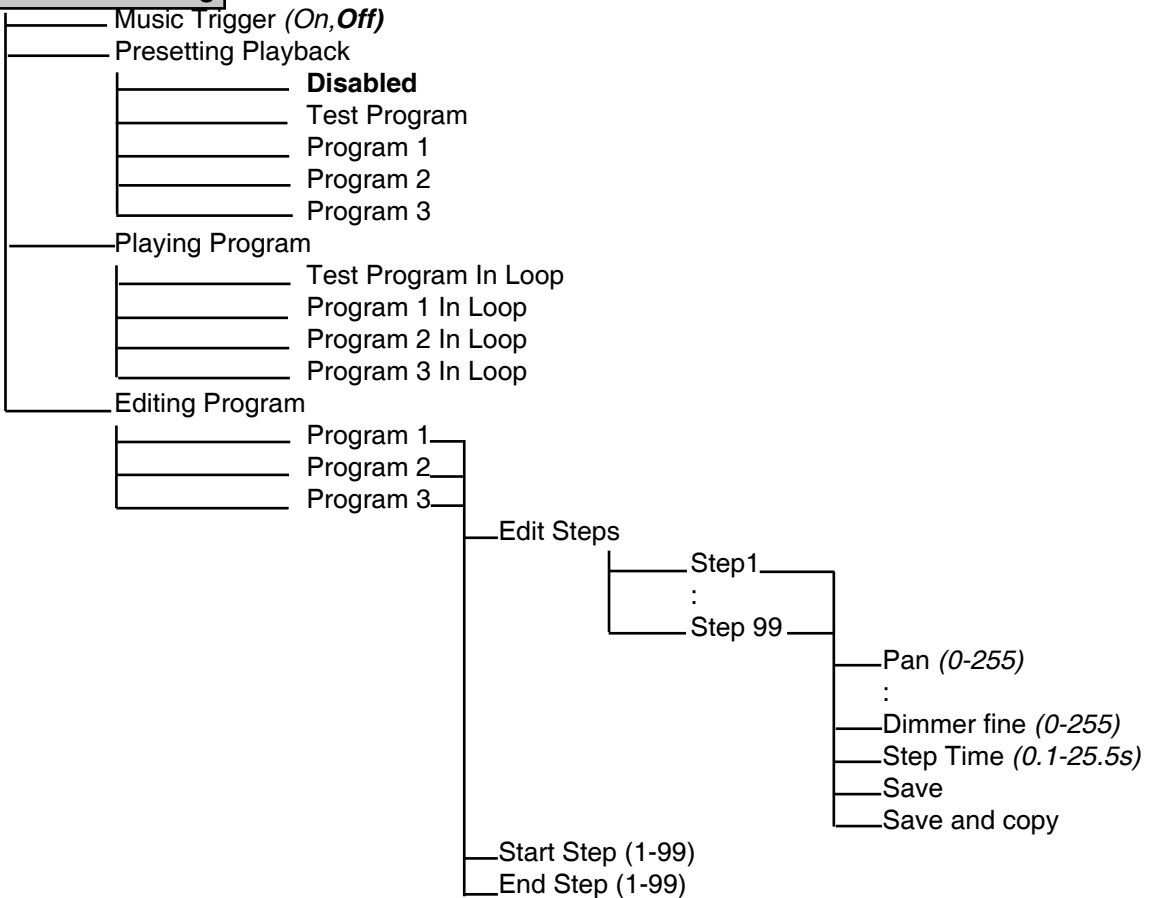 Music Trigger (On,Off)
Presetting Playback
Disabled
Test Program
Program 1
Program 2
Program 3
Playing Program
Test Program In Loop
Program 1 In Loop
Program 2 In Loop
Program 3 In Loop
Editing Program
Program 1
Program 2
Program 3
Edit Steps
Step1
:
Step 99
Pan (0-255)
:
Dimmer fine (0-255)
Step Time (0.1-25.5s)
Save
Save and copy
Start Step (1-99)
End Step (1-99)